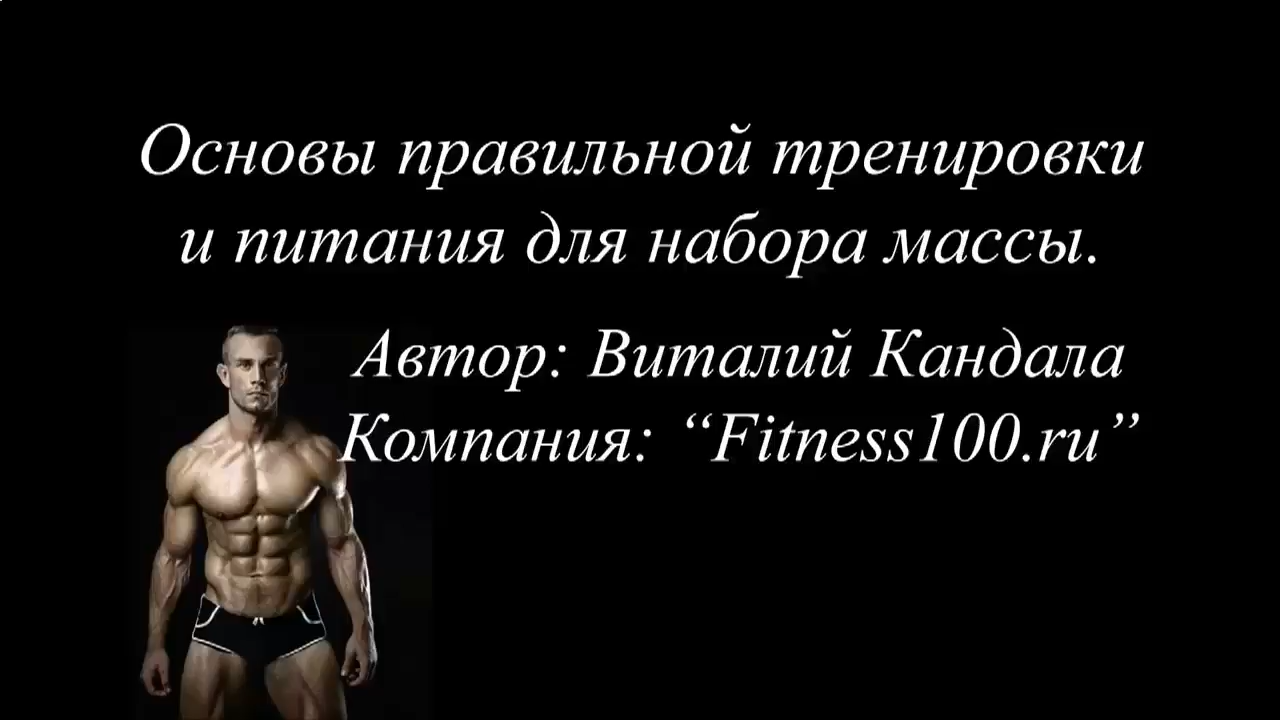 Основы правильной тренировки
и питания для набора массы.
Автор: Виталий Кандала
Компания: “Fitness100.ru”